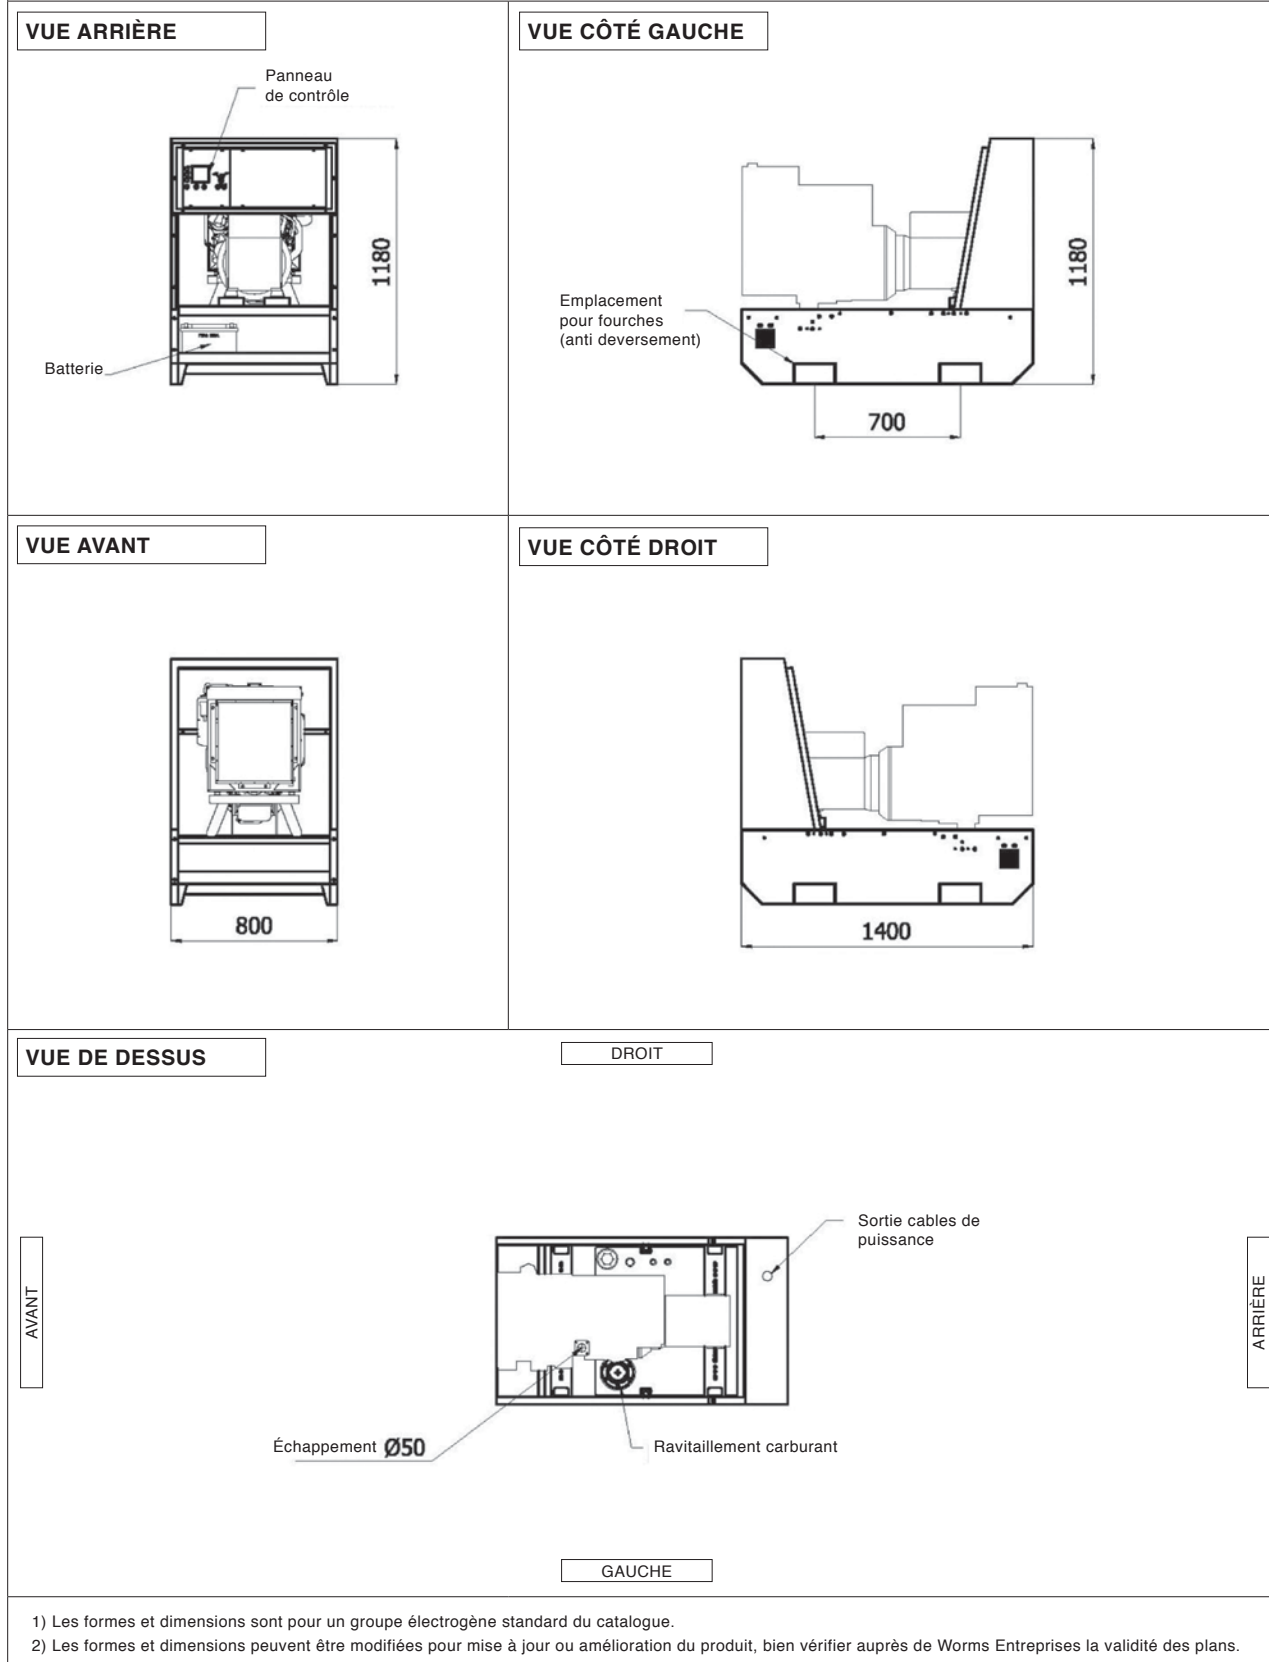 VUE ARRIÈRE
Panneau
de contrôle
1180
Batterie
VUE CÔTÉ GAUCHE
Emplacement
pour fourches
(anti deversement)
1180
700
VUE AVANT
800
VUE CÔTÉ DROIT
1400
VUE DE DESSUS
DROIT
Sortie cables de
puissance
AVANT
ARRIÈRE
Échappement Ø50
Ravitaillement carburant
GAUCHE
1) Les formes et dimensions sont pour un groupe électrogène standard du catalogue.
2) Les formes et dimensions peuvent être modifiées pour mise à jour ou amélioration du produit, bien vérifier auprès de Worms Entreprises la validité des plans.